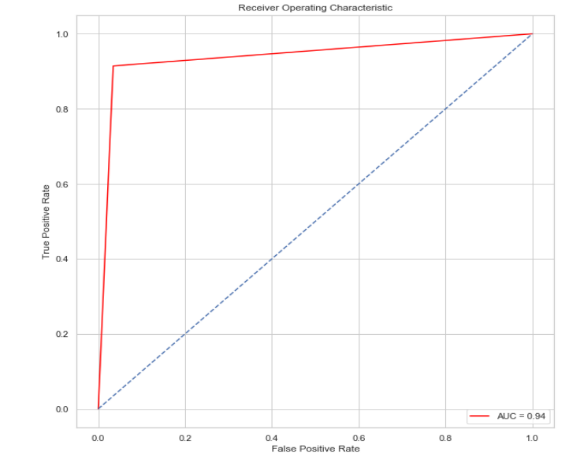 Receiver Operating Characteristic
1.0
0.8
0.6
0.4
0.2
0.0
True Positive Rate
0.0 0.2 0.4 0.6 0.8 1.0
False Positive Rate
AUC = 0.94